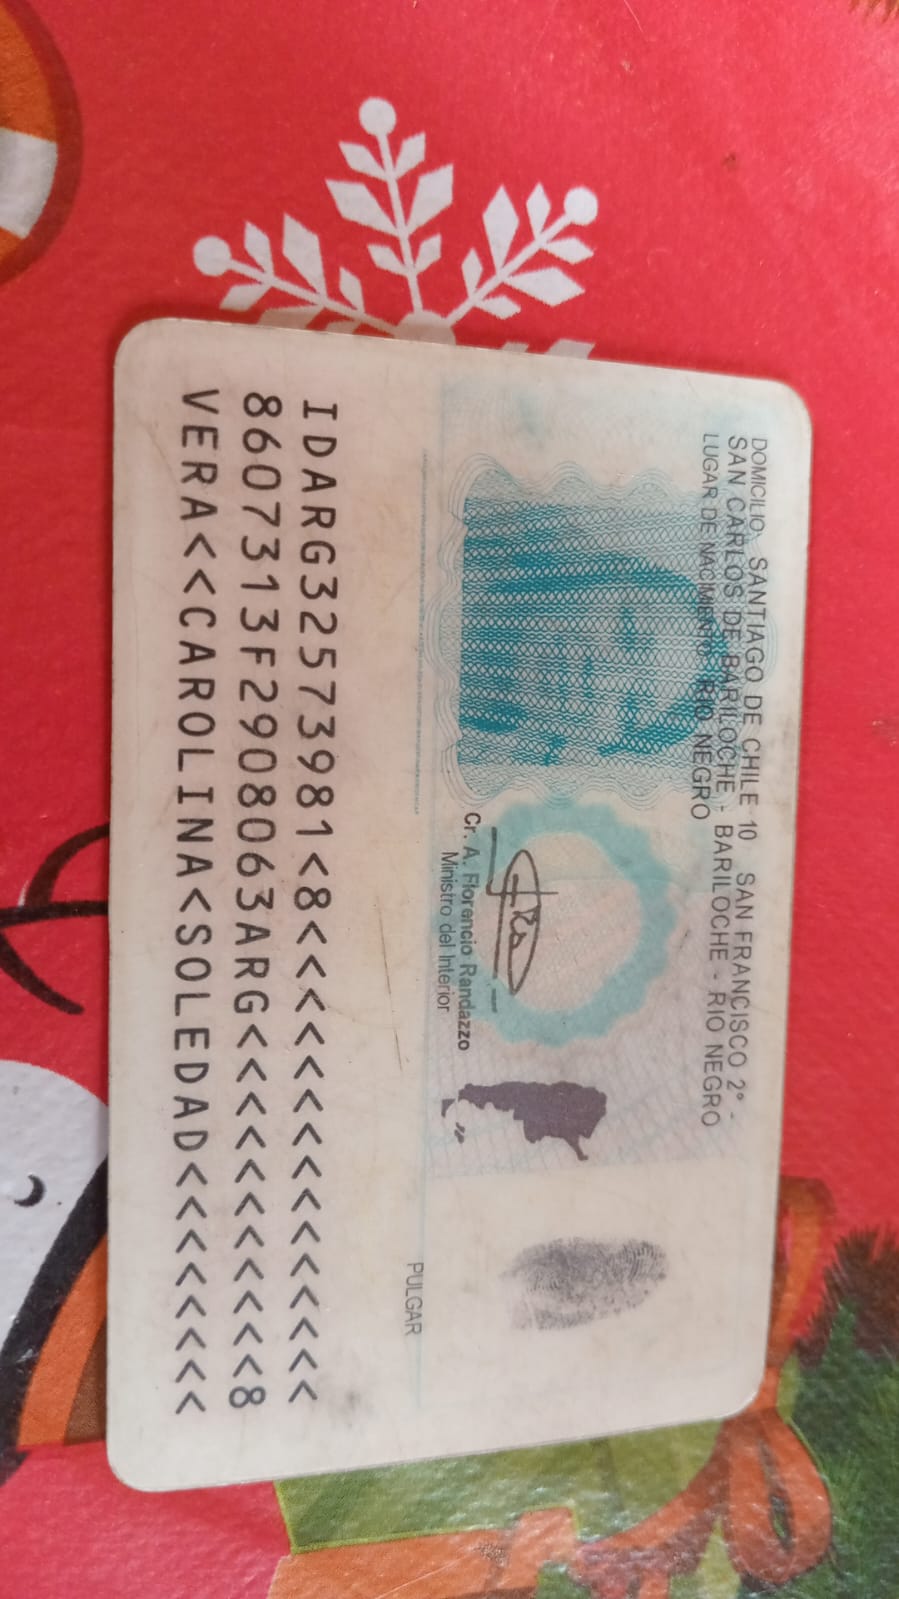 DOMICILIO: SANTIAGO DE CHILE 10 SAN FRANCISCO 2° -
SAN CARLOS DE BARILOCHE - BARILOCHE - RIO NEGRO
LUGAR DE NACIMIENTO: RIO NEGRO
Cr. A. Florencio Randazzo
Ministro del Interior
PULGAR
IDARG32573981<8<<<<<<<<<<<<<<<
8607313F2908063ARG<<<<<<<<<<<8
VERA<<CAROLINA<SOLEDAD<<<<<<<<